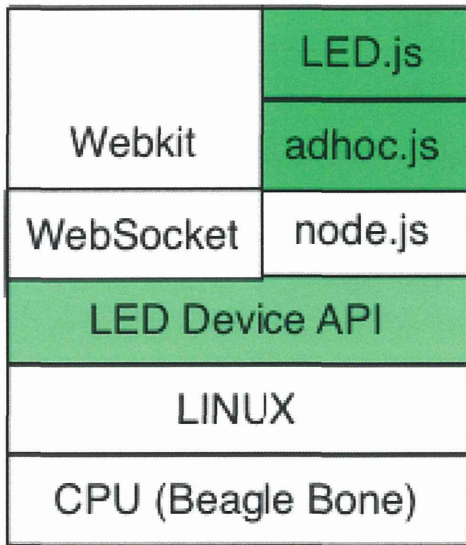 LED.js
Webkit
adhoc.js
WebSocket
node.js
LED Device API
LINUX
CPU (Beagle Bone)